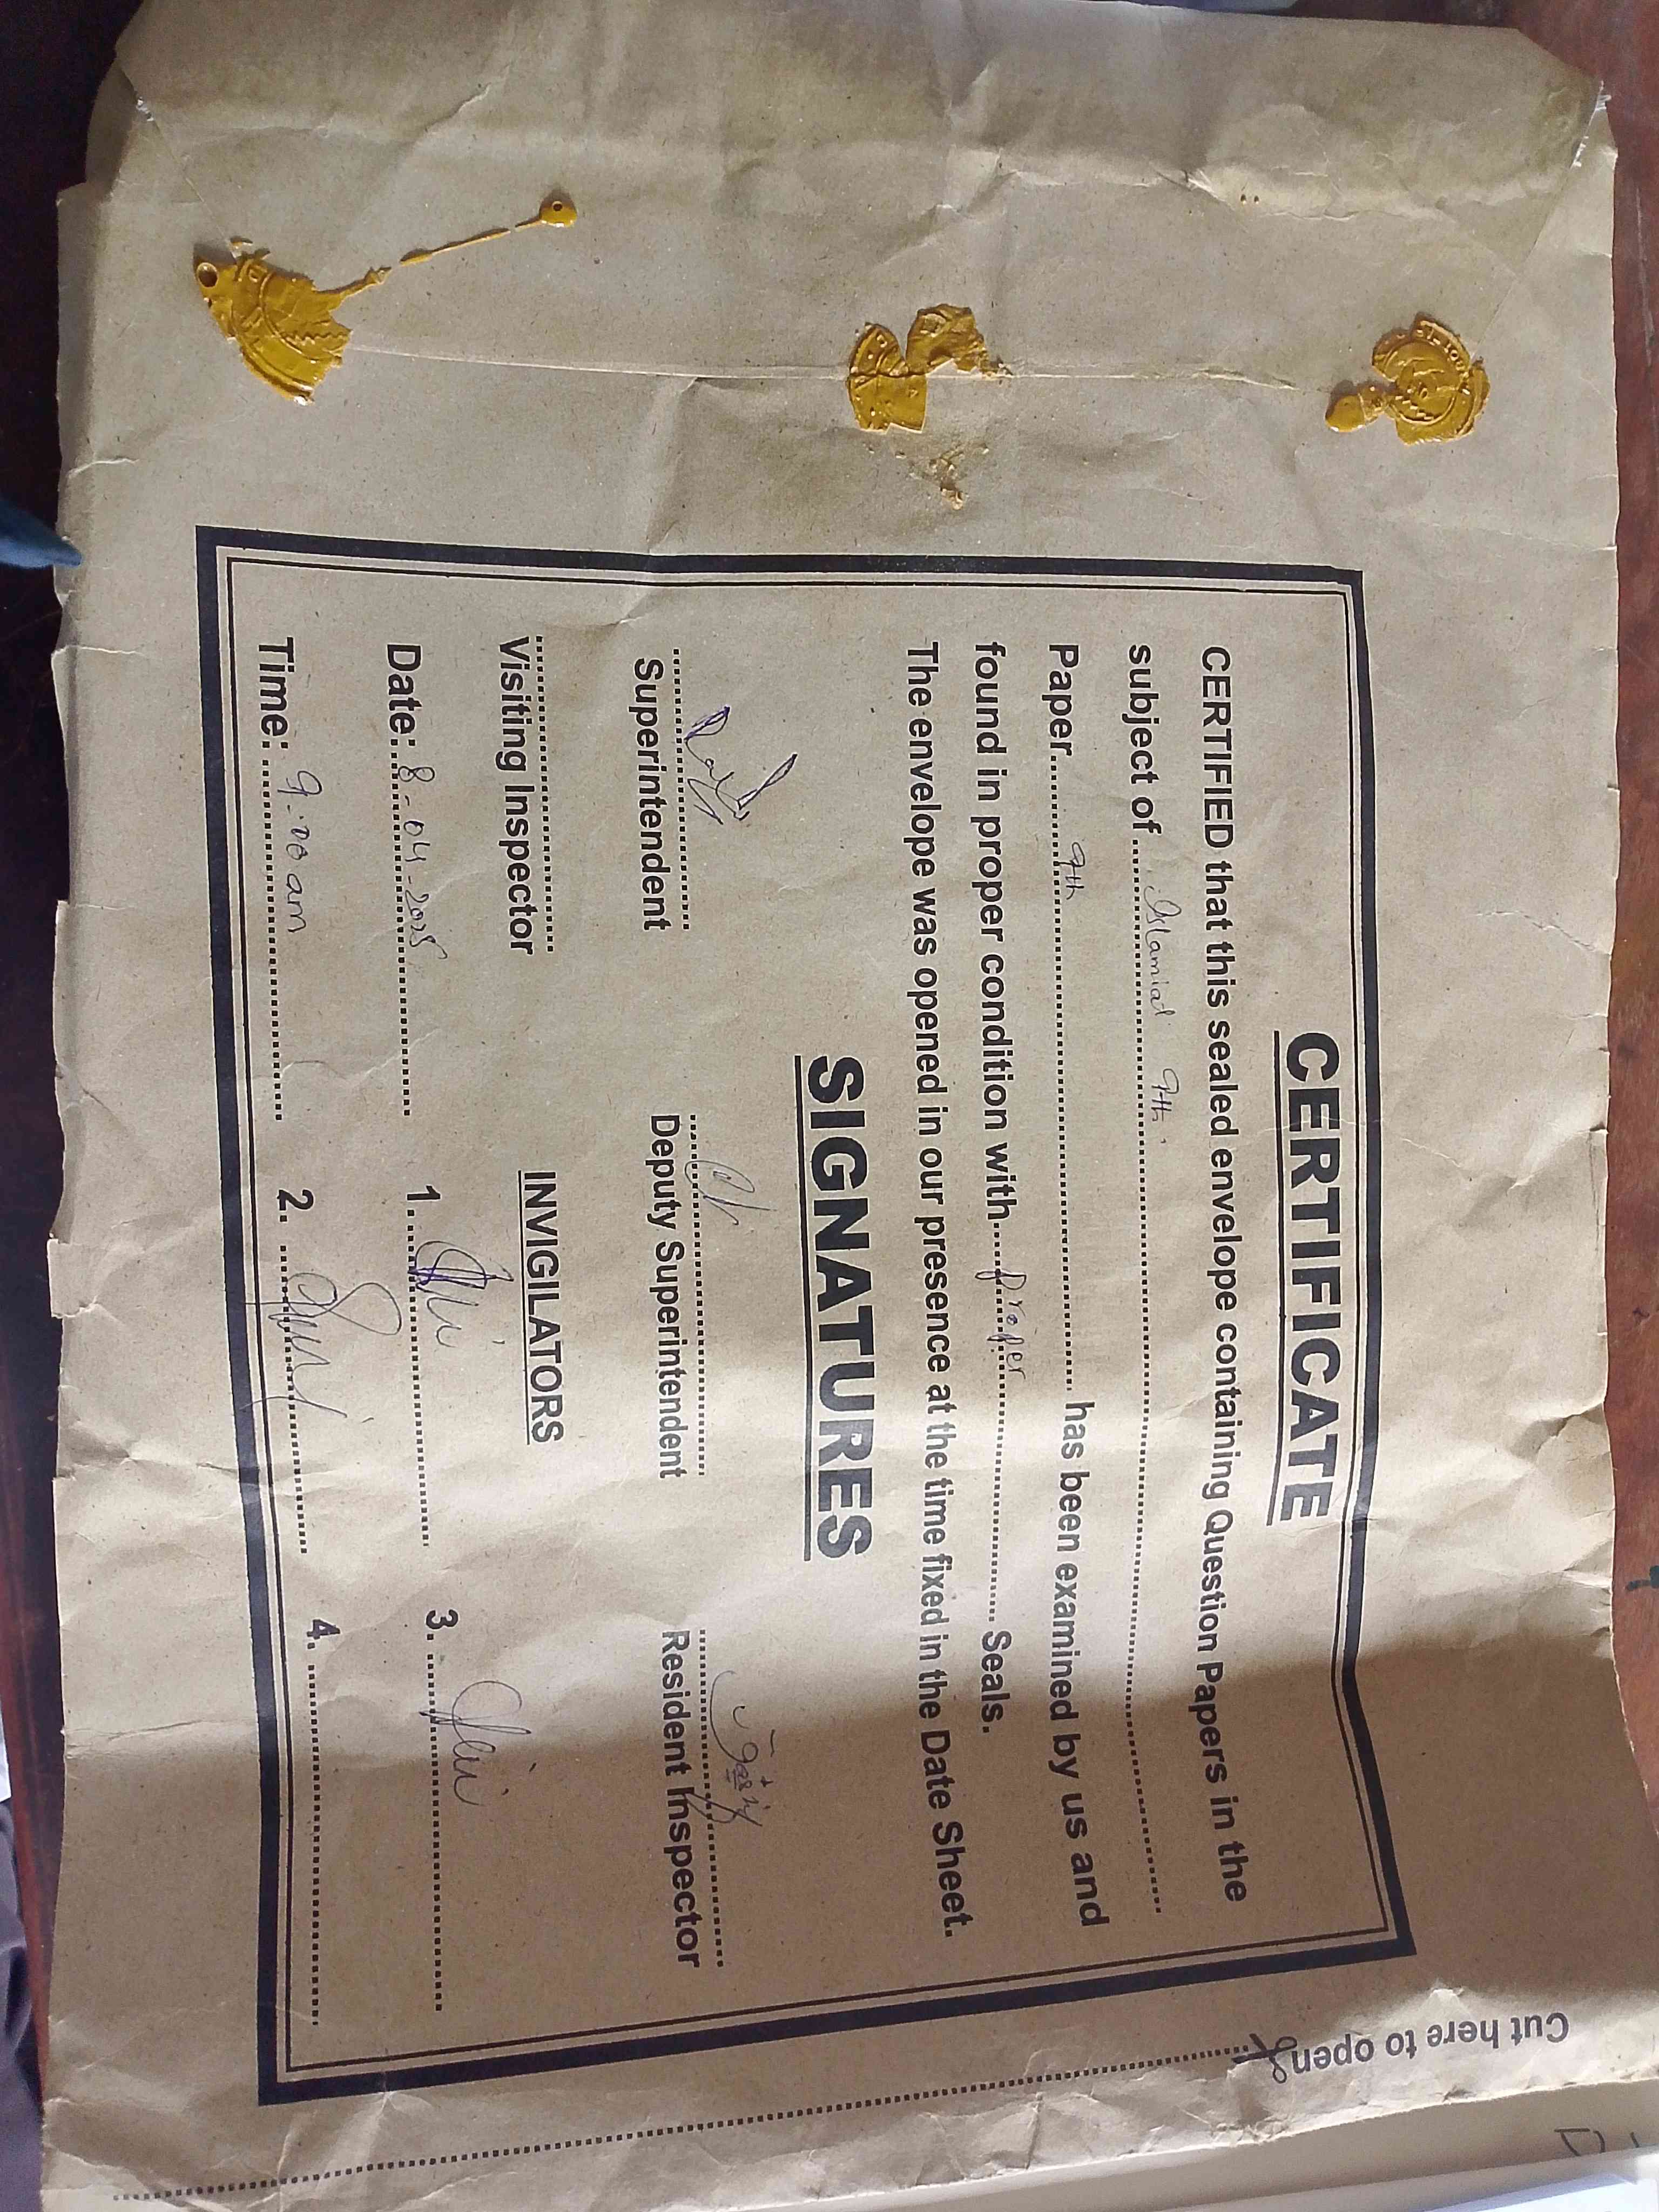 CERTIFICATE
CERTIFIED that this sealed envelope containing Question Papers in the
subject of Islamiat 9th.
Paper 9th has been examined by us and
found in proper condition with proper Seals.
The envelope was opened in our presence at the time fixed in the Date Sheet.
SIGNATURES
Superintendent Deputy Superintendent Resident Inspector
Visiting Inspector INVIGILATORS
Date: 8-04-2025 1. 3.
Time: 9:00 am 2. 4.
Cut here to open